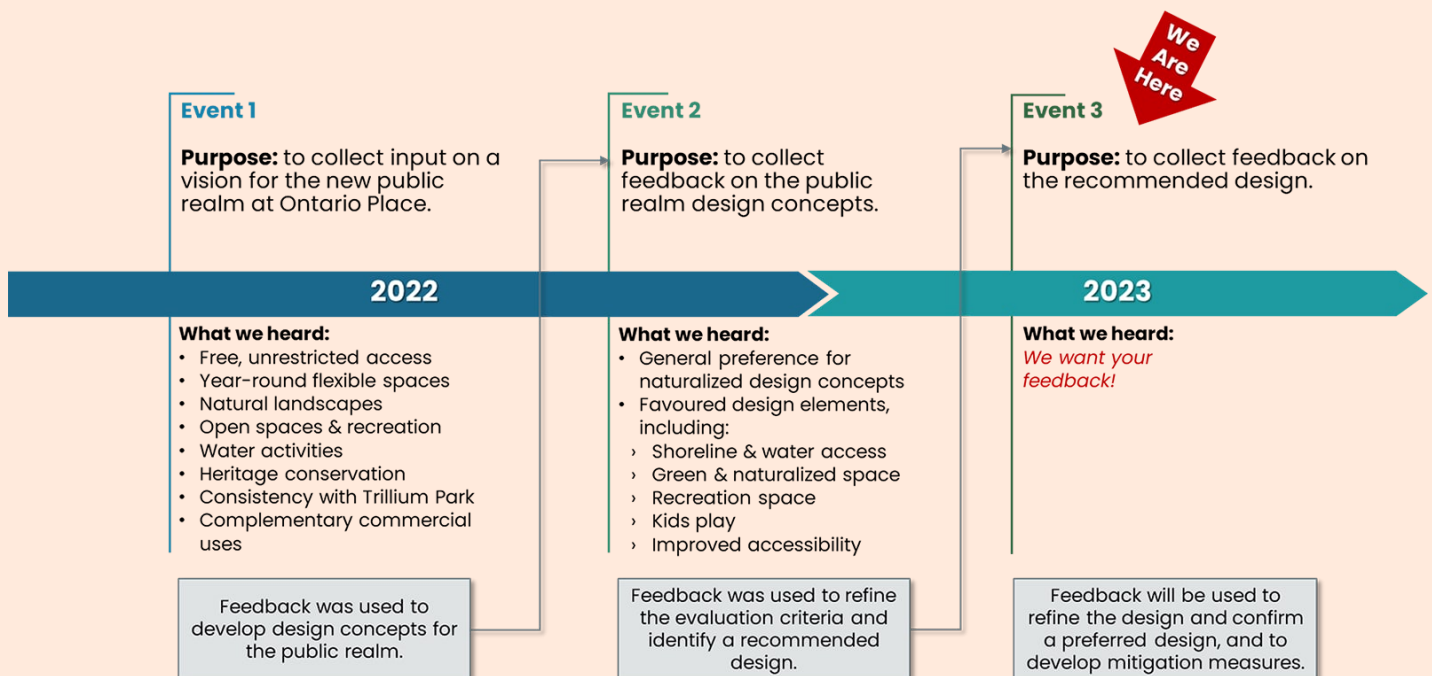 We
Are
Here
Event 1
Purpose: to collect input on a
vision for the new public
realm at Ontario Place.
Event 2
Purpose: to collect
feedback on the public
realm design concepts.
Event 3
Purpose: to collect feedback on
the recommended design.
2022
2023
What we heard:
• Free, unrestricted access
• Year-round flexible spaces
• Natural landscapes
• Open spaces & recreation
• Water activities
• Heritage conservation
• Consistency with Trillium Park
• Complementary commercial
uses
What we heard:
• General preference for
naturalized design concepts
• Favoured design elements,
including:
› Shoreline & water access
› Green & naturalized space
› Recreation space
› Kids play
› Improved accessibility
What we heard:
We want your
feedback!
Feedback was used to
develop design concepts for
the public realm.
Feedback was used to refine
the evaluation criteria and
identify a recommended
design.
Feedback will be used to
refine the design and confirm
a preferred design, and to
develop mitigation measures.